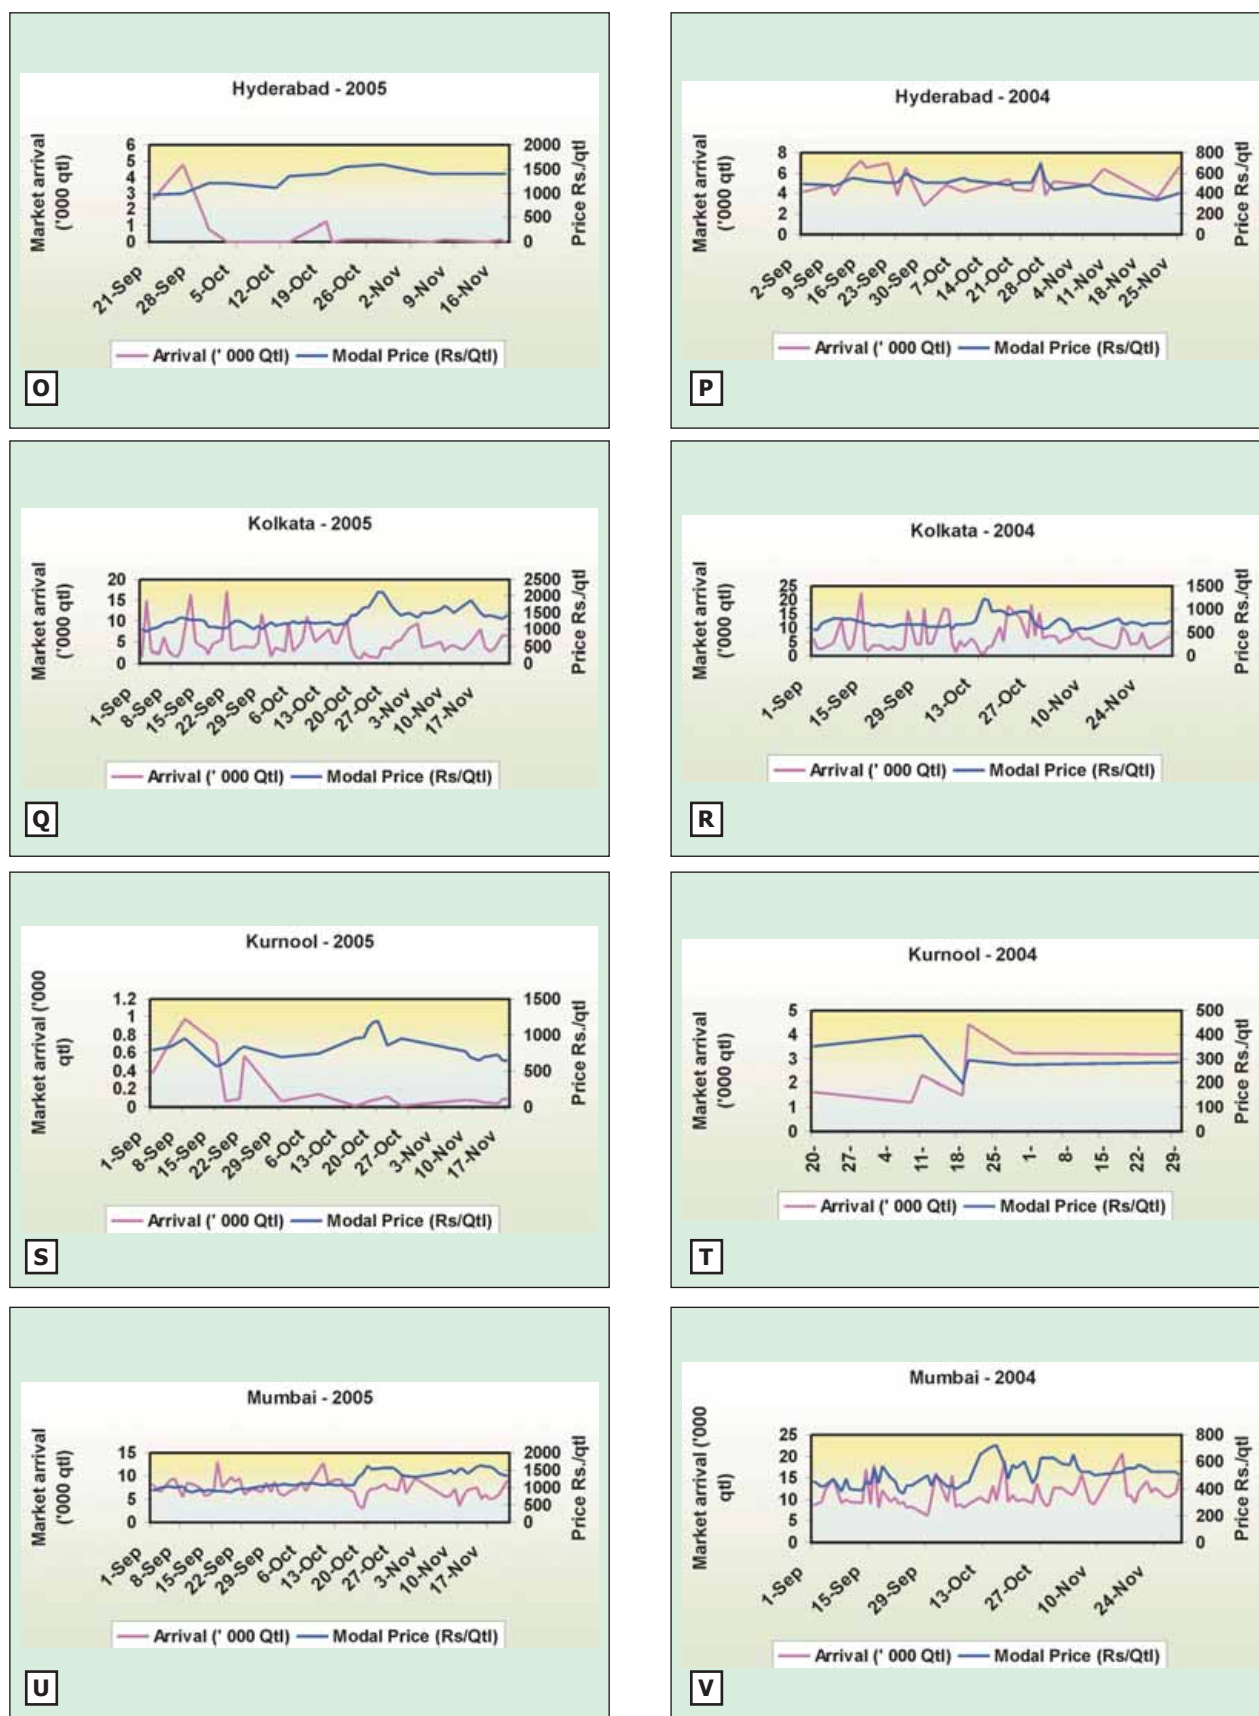 Hyderabad - 2005
Market arrival
('000 qtl)
6
5
4
3
2
1
0
2000
1500
1000
500
0
Price Rs./qtl
21-Sep
28-Sep
5-Oct
12-Oct
19-Oct
26-Oct
2-Nov
9-Nov
16-Nov
Arrival (' 000 Qtl)
Modal Price (Rs/Qtl)
O
Hyderabad - 2004
Market arrival
('000 qtl)
8
6
4
2
0
800
600
400
200
0
Price Rs./qtl
2-Sep
9-Sep
16-Sep
23-Sep
30-Sep
7-Oct
14-Oct
21-Oct
28-Oct
4-Nov
11-Nov
18-Nov
25-Nov
Arrival (' 000 Qtl)
Modal Price (Rs/Qtl)
P
Kolkata - 2005
Market arrival
('000 qtl)
20
15
10
5
0
2500
2000
1500
1000
500
0
Price Rs./qtl
1-Sep
8-Sep
15-Sep
22-Sep
29-Sep
6-Oct
13-Oct
20-Oct
27-Oct
3-Nov
10-Nov
17-Nov
Arrival (' 000 Qtl)
Modal Price (Rs/Qtl)
Q
Kolkata - 2004
Market arrival
('000 qtl)
25
20
15
10
5
0
1500
1000
500
0
Price Rs./qtl
1-Sep
15-Sep
29-Sep
13-Oct
27-Oct
10-Nov
24-Nov
Arrival (' 000 Qtl)
Modal Price (Rs/Qtl)
R
Kurnool - 2005
Market arrival ('000
qtl)
1.2
1
0.8
0.6
0.4
0.2
0
1500
1000
500
0
Price Rs./qtl
1-Sep
8-Sep
15-Sep
22-Sep
29-Sep
6-Oct
13-Oct
20-Oct
27-Oct
3-Nov
10-Nov
17-Nov
Arrival (' 000 Qtl)
Modal Price (Rs/Qtl)
S
Kurnool - 2004
Market arrival
('000 qtl)
5
4
3
2
1
0
500
400
300
200
100
0
Price Rs./qtl
20-
27-
4-
11-
18-
25-
1-
8-
15-
22-
29-
Arrival (' 000 Qtl)
Modal Price (Rs/Qtl)
T
Mumbai - 2005
Market arrival
('000 qtl)
15
10
5
0
2000
1500
1000
500
0
Price Rs./qtl
1-Sep
8-Sep
15-Sep
22-Sep
29-Sep
6-Oct
13-Oct
20-Oct
27-Oct
3-Nov
10-Nov
17-Nov
Arrival (' 000 Qtl)
Modal Price (Rs/Qtl)
U
Mumbai - 2004
Market arrival ('000
qtl)
25
20
15
10
5
0
800
600
400
200
0
Price Rs./qtl
1-Sep
15-Sep
29-Sep
13-Oct
27-Oct
10-Nov
24-Nov
Arrival (' 000 Qtl)
Modal Price (Rs/Qtl)
V